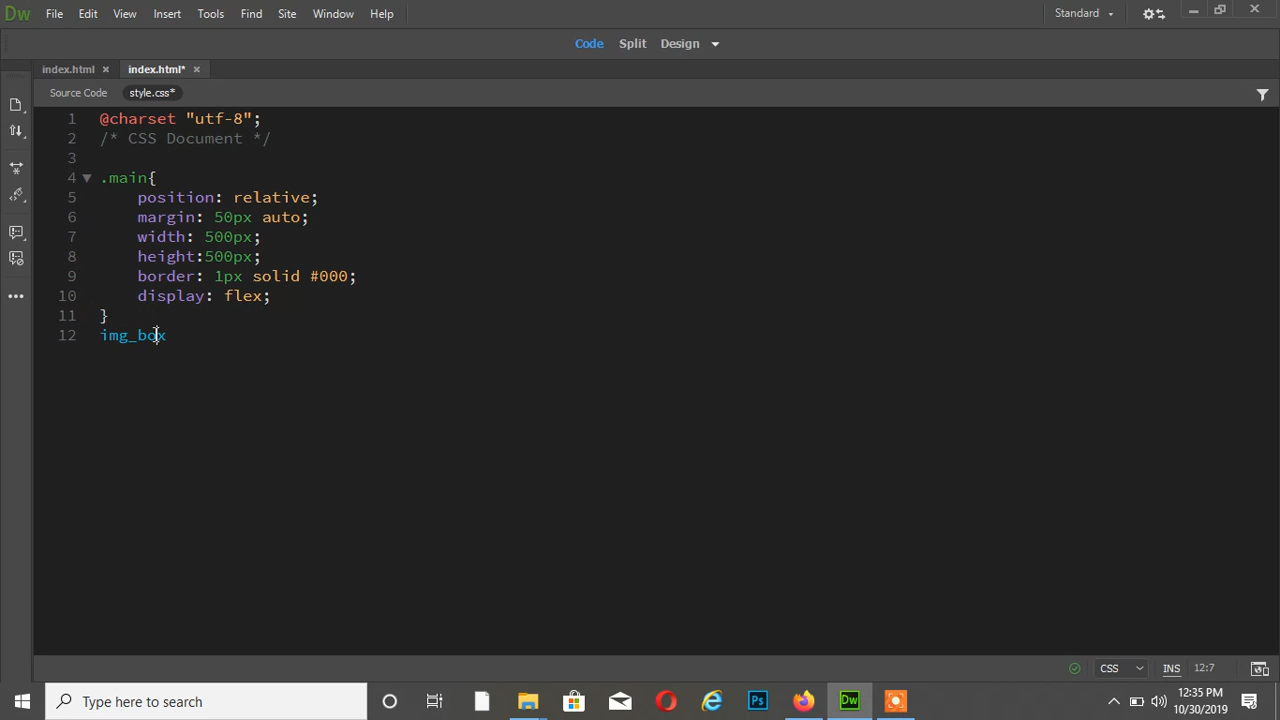 Dw File Edit View Insert Tools Find Site Window Help Standard
Code Split Design
index.html × index.html* ×
Source Code style.css*
1 @charset "utf-8";
2 /* CSS Document */
3
4 .main{
5 position: relative;
6 margin: 50px auto;
7 width: 500px;
8 height:500px;
9 border: 1px solid #000;
10 display: flex;
11 }
12 img_box
CSS INS 12:7
Type here to search Ps Dw 12:35 PM
10/30/2019